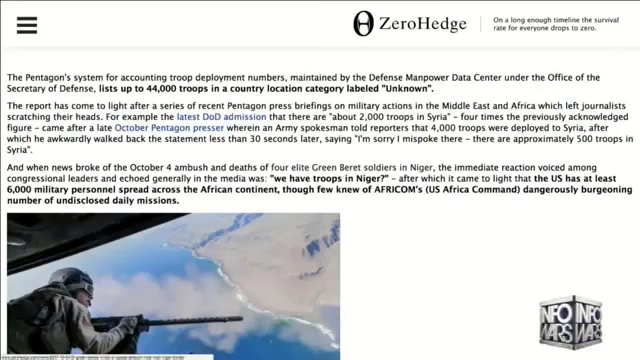 ZeroHedge
On a long enough timeline the survival
rate for everyone drops to zero.
The Pentagon's system for accounting troop deployment numbers, maintained by the Defense Manpower Data Center under the Office of the
Secretary of Defense, lists up to 44,000 troops in a country location category labeled "Unknown".
The report has come to light after a series of recent Pentagon press briefings on military actions in the Middle East and Africa which left journalists
scratching their heads. For example the latest DoD admission that there are "about 2,000 troops in Syria" - four times the previously acknowledged
figure - came after a late October Pentagon presser wherein an Army spokesman told reporters that 4,000 troops were deployed to Syria, after
which he awkwardly walked back the statement less than 30 seconds later, saying "I'm sorry I mispoke there - there are approximately 500 troops in
Syria".
And when news broke of the October 4 ambush and deaths of four elite Green Beret soldiers in Niger, the immediate reaction voiced among
congressional leaders and echoed generally in the media was: "we have troops in Niger?" - after which it came to light that the US has at least
6,000 military personnel spread across the African continent, though few knew of AFRICOM's (US Africa Command) dangerously burgeoning
number of undisclosed daily missions.
INFO INFO
WARS WARS